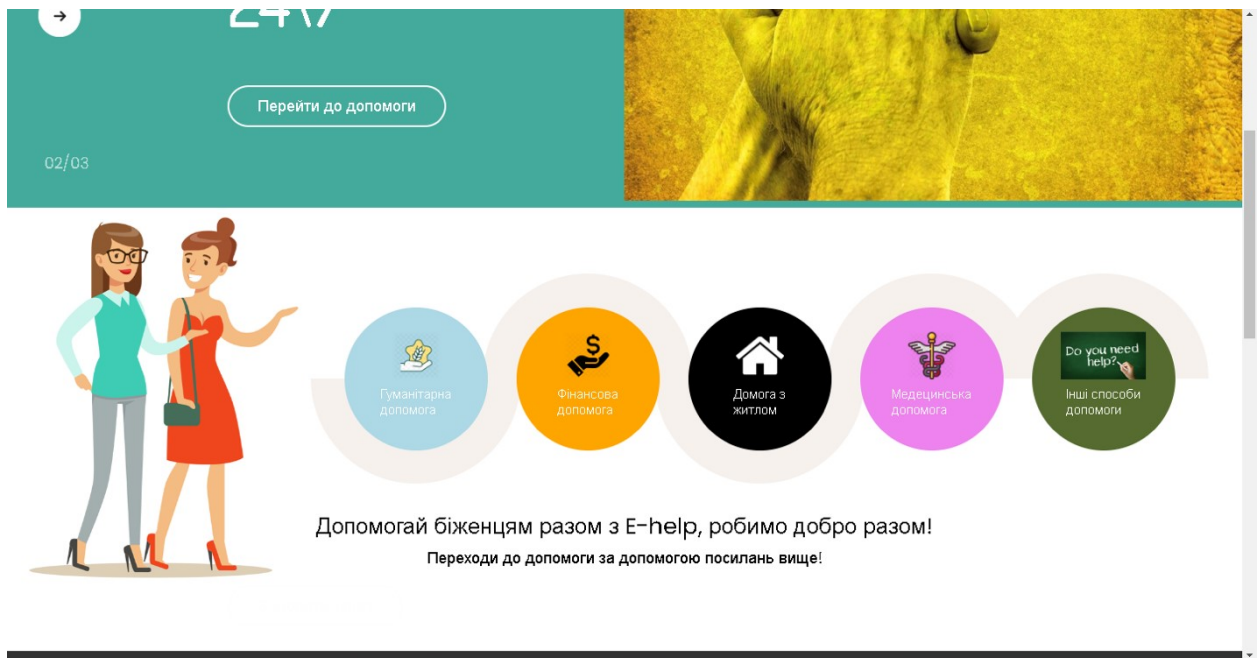 24\7
Перейти до допомоги
02/03
Гуманітарна
допомога
$
Фінансова
допомога
Домога з
житлом
Медецинська
допомога
Do you need
help?
Інші способи
допомоги
Допомогай біженцям разом з E-help, робимо добро разом!
Переходи до допомоги за допомогою посилань вище!